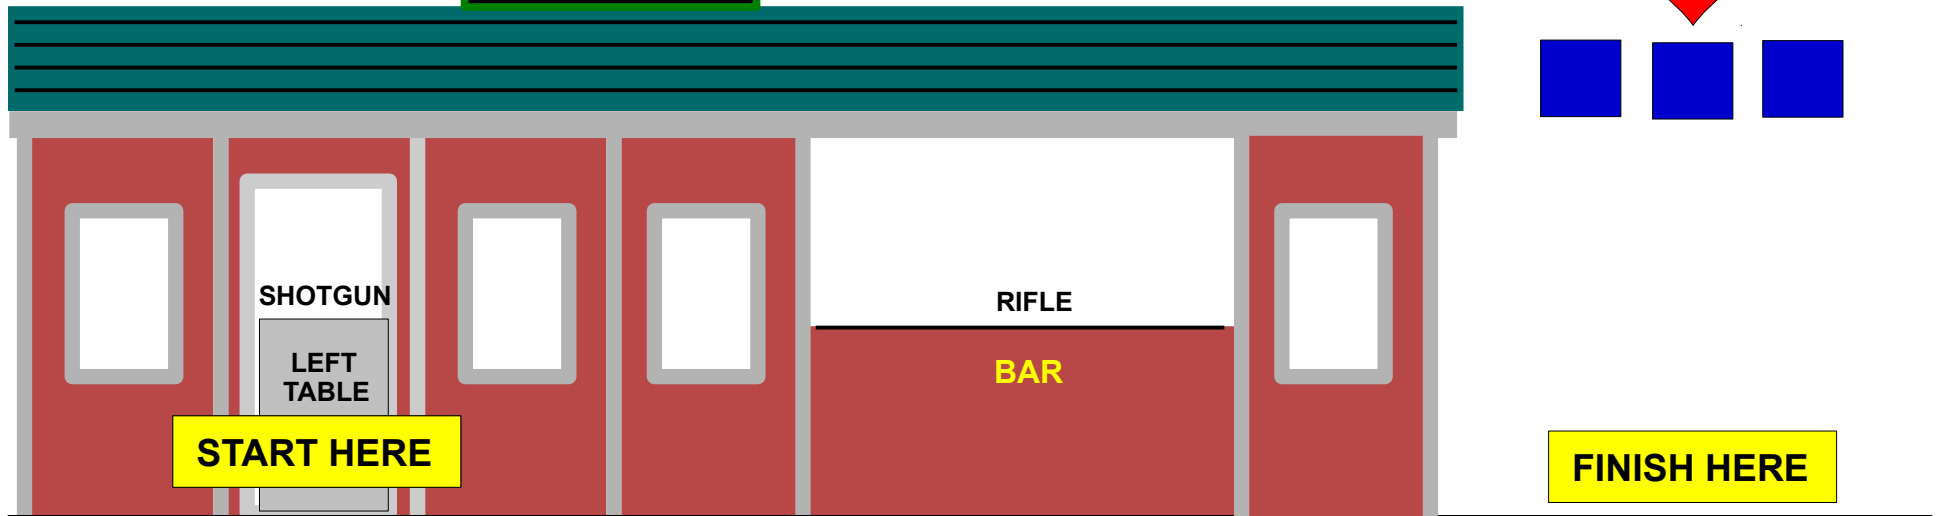 SHOTGUN
RIFLE
LEFT
TABLE
BAR
START HERE
FINISH HERE